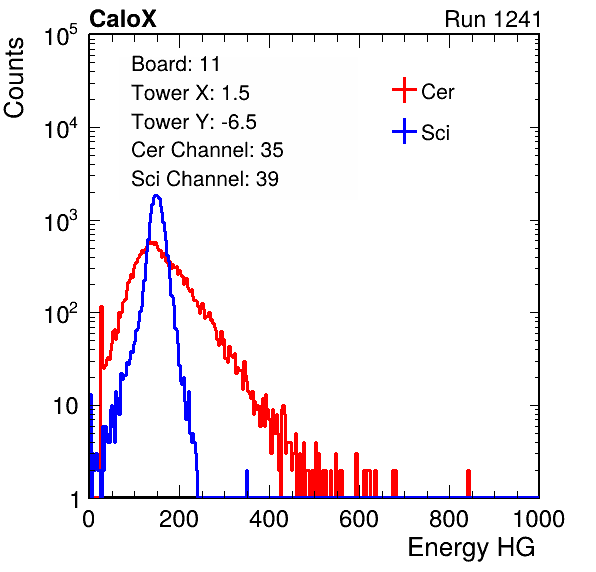 CaloX Run 1241
Counts
10^5
10^4
10^3
10^2
10
1
Board: 11
Tower X: 1.5
Tower Y: -6.5
Cer Channel: 35
Sci Channel: 39
Cer
Sci
0 200 400 600 800 1000
Energy HG